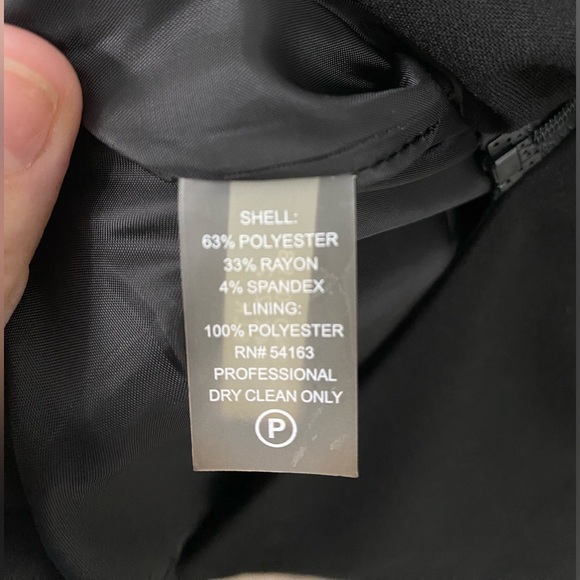 SHELL:
63% POLYESTER
33% RAYON
4% SPANDEX
LINING:
100% POLYESTER
RN# 54163
PROFESSIONAL
DRY CLEAN ONLY
P